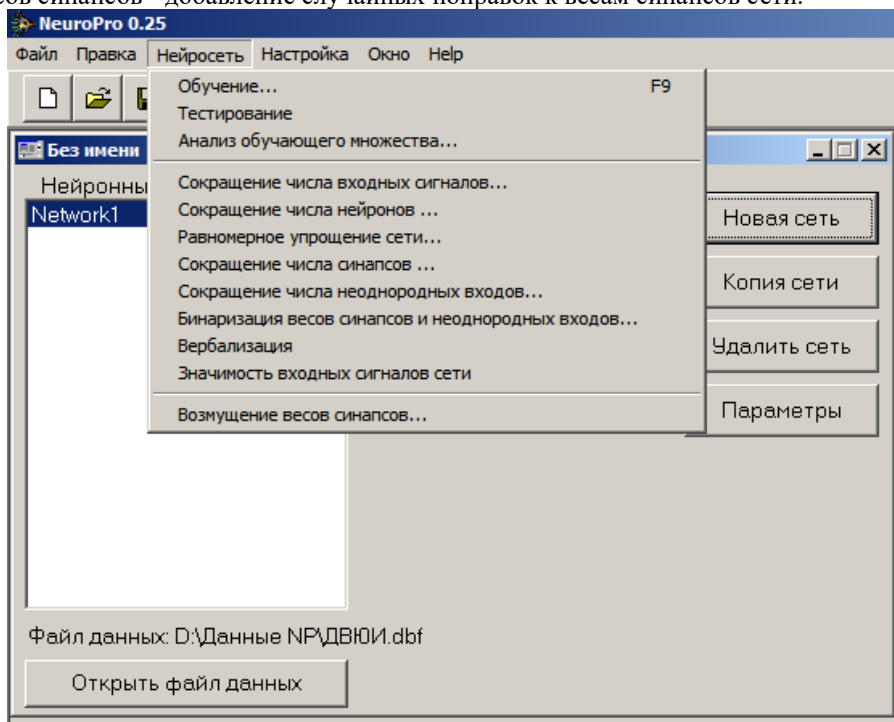 синапсов - добавление случайных поправок к весам синапсов сети.
NeuroPro 0.25
Файл Правка Нейросеть Настройка Окно Help
Обучение... F9
Тестирование
Анализ обучающего множества...
Без имени
Нейронны
Network1
Сокращение числа входных сигналов...
Сокращение числа нейронов ...
Равномерное упрощение сети...
Сокращение числа синапсов ...
Сокращение числа неоднородных входов...
Бинаризация весов синапсов и неоднородных входов...
Вербализация
Значимость входных сигналов сети
Возмущение весов синапсов...
Новая сеть
Копия сети
Удалить сеть
Параметры
Файл данных: D:\Данные NP\ДВЮИ.dbf
Открыть файл данных